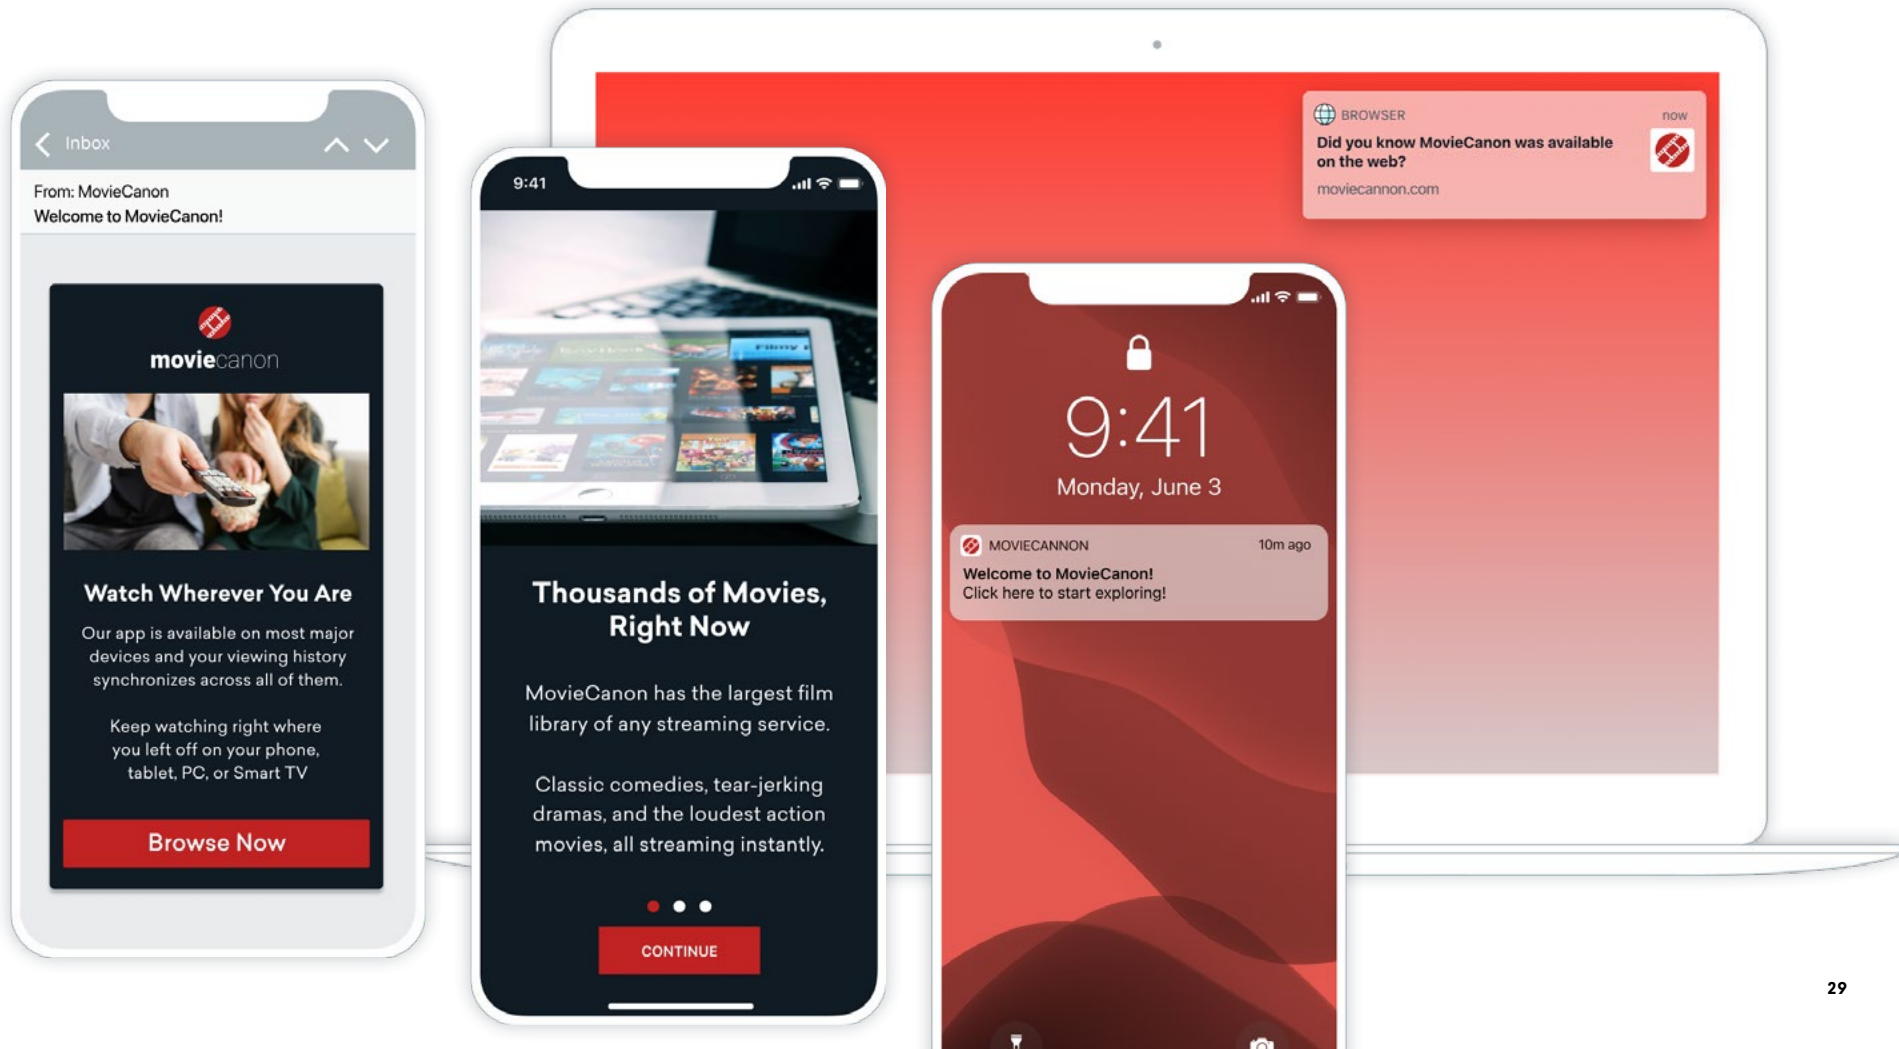 Inbox
From: MovieCanon
Welcome to MovieCanon!
moviecanon
Watch Wherever You Are
Our app is available on most major
devices and your viewing history
synchronizes across all of them.
Keep watching right where
you left off on your phone,
tablet, PC, or Smart TV
Browse Now
9:41
Filmy
Thousands of Movies,
Right Now
MovieCanon has the largest film
library of any streaming service.
Classic comedies, tear-jerking
dramas, and the loudest action
movies, all streaming instantly.
CONTINUE
BROWSER
now
Did you know MovieCanon was available
on the web?
moviecannon.com
9:41
Monday, June 3
MOVIECANNON
10m ago
Welcome to MovieCanon!
Click here to start exploring!
29